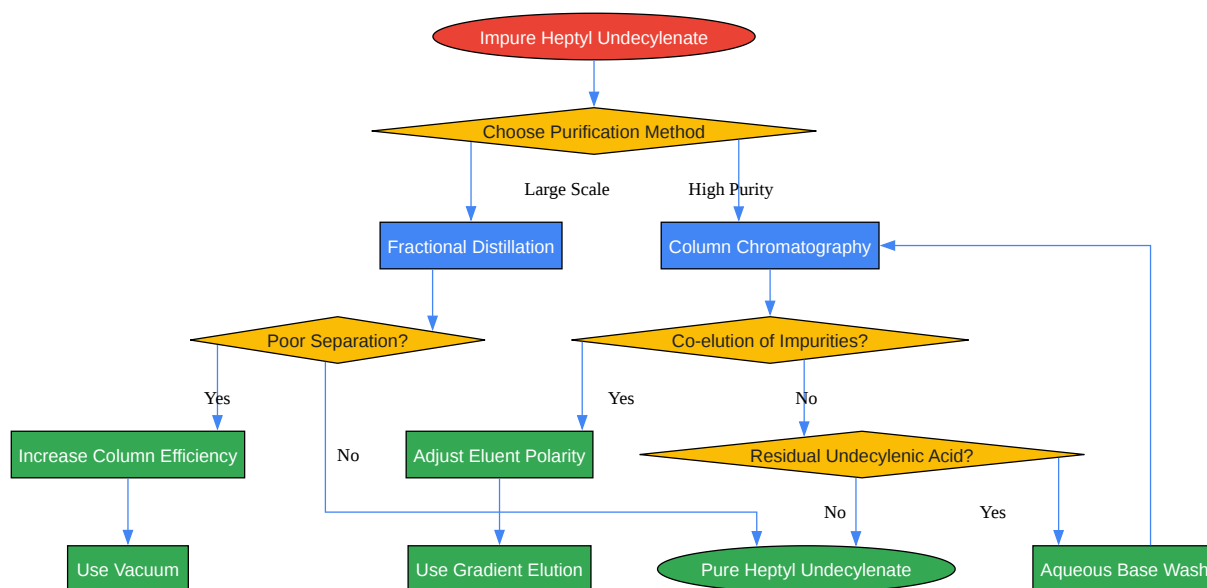 Impure Heptyl Undecylenate
Choose Purification Method
Large Scale
High Purity
Fractional Distillation
Column Chromatography
Poor Separation?
Co-elution of Impurities?
Yes
Yes
No
Increase Column Efficiency
No
Adjust Eluent Polarity
Residual Undecylenic Acid?
No
Yes
Use Vacuum
Use Gradient Elution
Pure Heptyl Undecylenate
Aqueous Base Wash